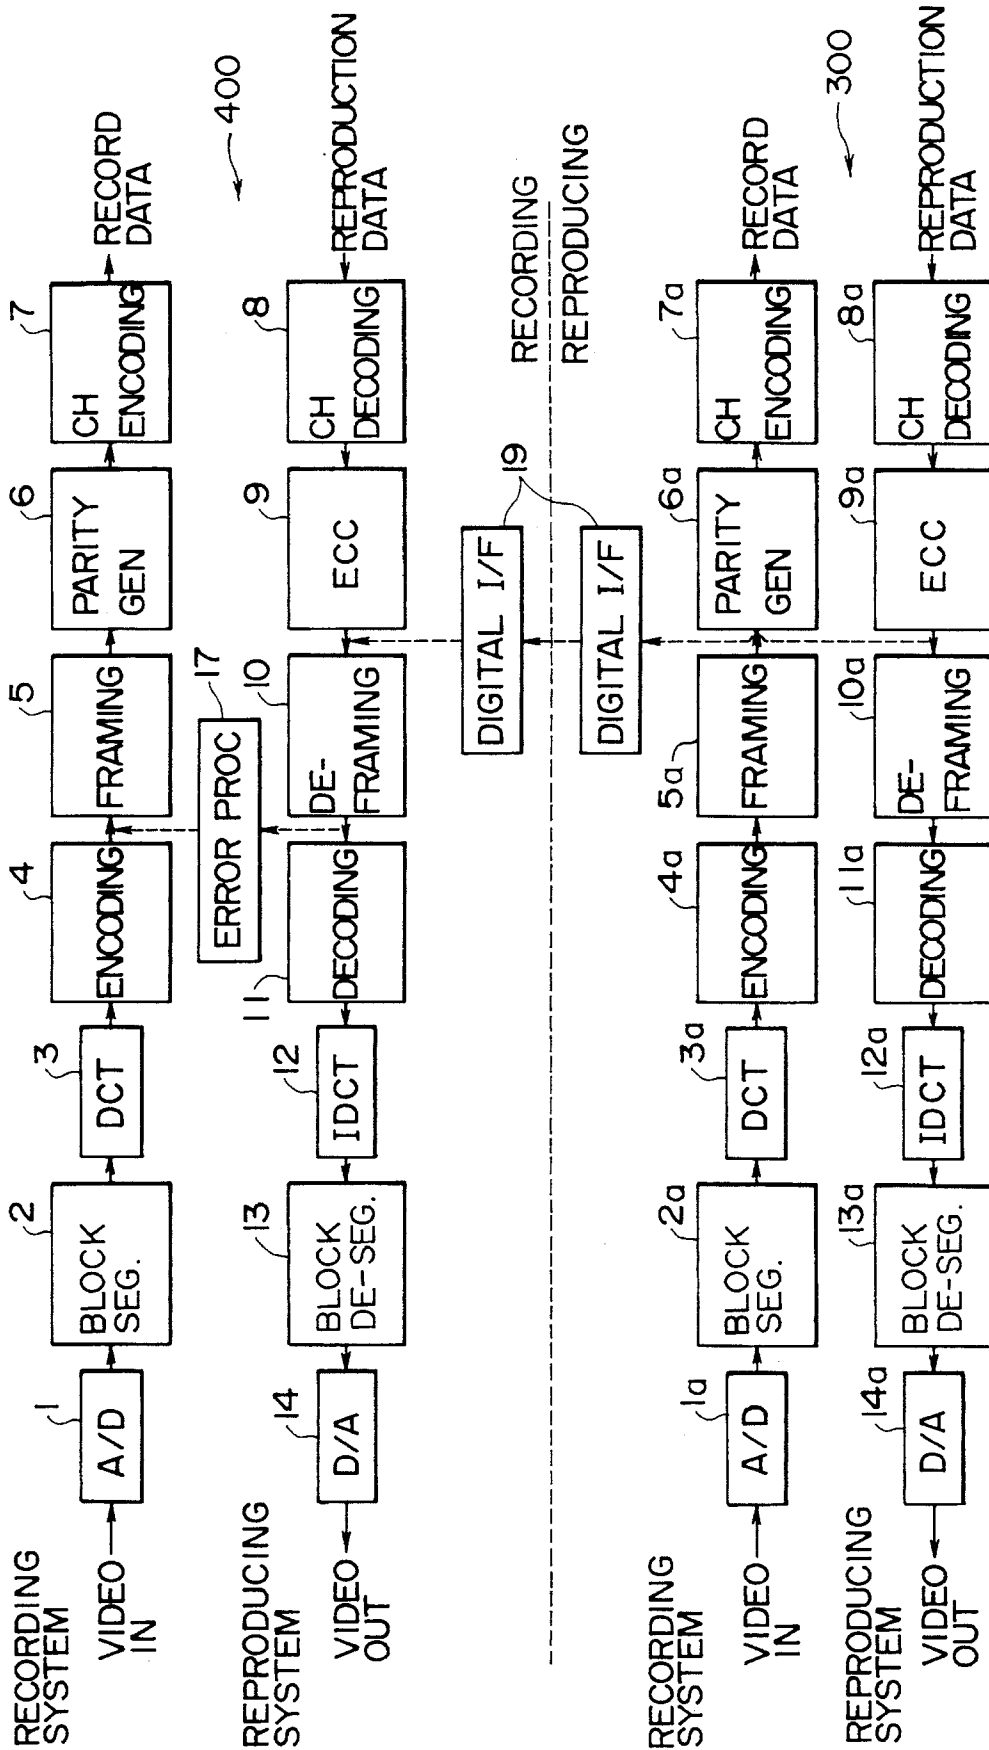 RECORDING
SYSTEM
VIDEO
IN
1
A/D
2
BLOCK
SEG.
3
DCT
4
ENCODING
5
FRAMING
6
PARITY
GEN
7
CH
ENCODING
RECORD
DATA
400
17
ERROR PROC
REPRODUCING
SYSTEM
VIDEO
OUT
14
D/A
13
BLOCK
DE-SEG.
12
IDCT
11
DECODING
10
DE-
FRAMING
9
ECC
8
CH
DECODING
REPRODUCTION
DATA
DIGITAL I/F
19
RECORDING
REPRODUCING
DIGITAL I/F
RECORDING
SYSTEM
VIDEO
IN
1a
A/D
2a
BLOCK
SEG.
3a
DCT
4a
ENCODING
5a
FRAMING
6a
PARITY
GEN
7a
CH
ENCODING
RECORD
DATA
300
REPRODUCING
SYSTEM
VIDEO
OUT
14a
D/A
13a
BLOCK
DE-SEG.
12a
IDCT
11a
DECODING
10a
DE-
FRAMING
9a
ECC
8a
CH
DECODING
REPRODUCTION
DATA